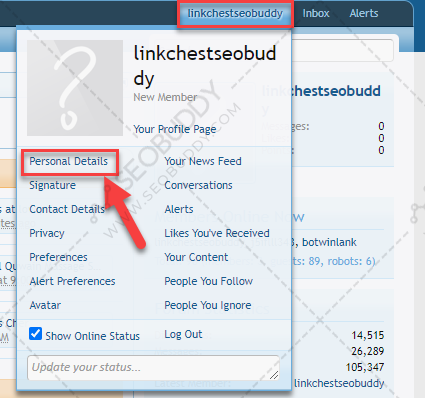 linkchestseobuddy Inbox Alerts
linkchestseobud
dy
New Member
Your Profile Page
Personal Details Your News Feed
Signature Conversations
Contact Details Alerts
Privacy Likes You've Received
Preferences Your Content
Alert Preferences People You Follow
Avatar People You Ignore
Show Online Status Log Out
Update your status...
linkchestseobudd
y
0
0
0
botwinlank
ts: 89, robots: 6)
14,515
26,289
105,347
linkchestseobuddy
SEOBUDDY
WWW.SEOBUDDY.COM